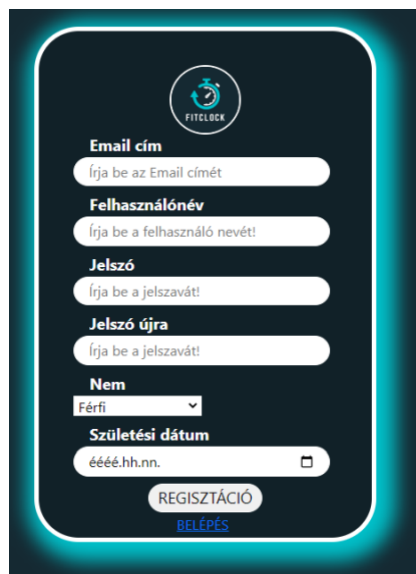 FITCLOCK
Email cím
Írja be az Email címét
Felhasználónév
Írja be a felhasználó nevét!
Jelszó
Írja be a jelszavát!
Jelszó újra
Írja be a jelszavát!
Nem
Férfi
Születési dátum
éééé.hh.nn.
REGISZTÁCIÓ
BELÉPÉS